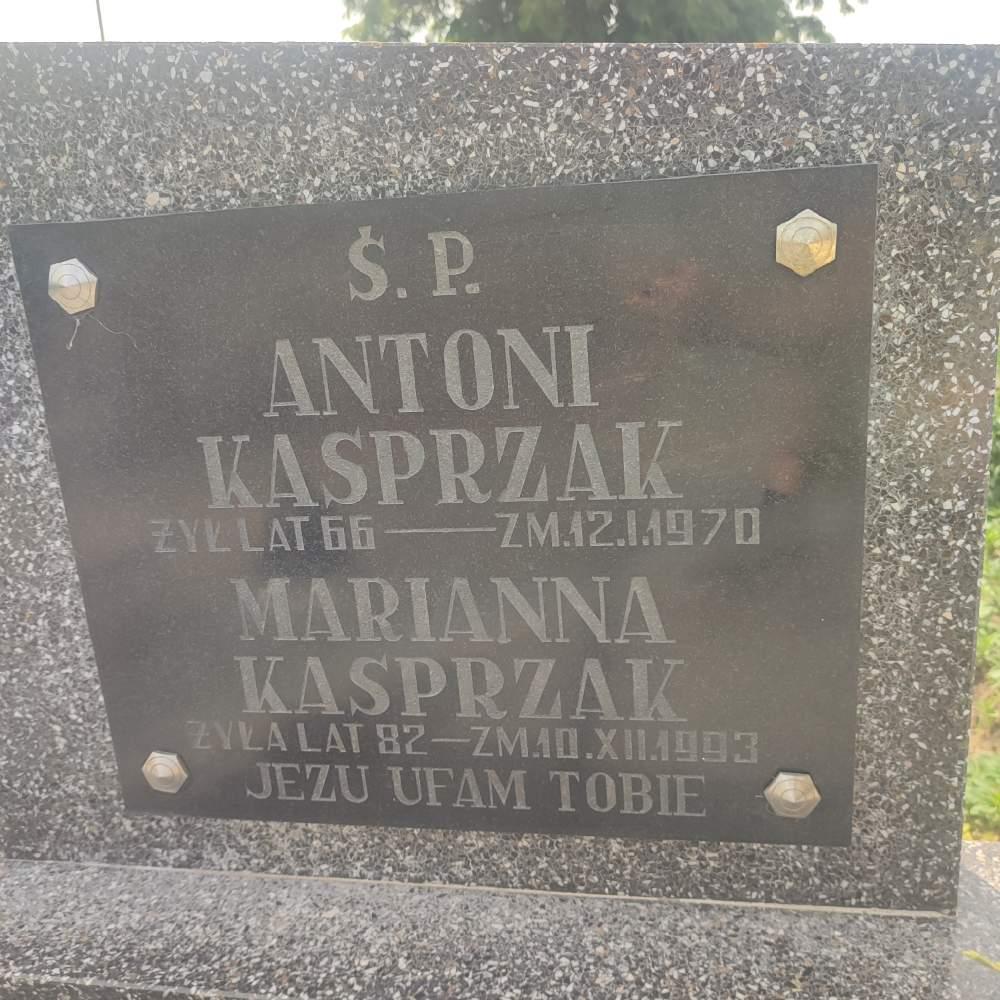 Ś. P.
ANTONI
KASPRZAK
ŻYŁ LAT 66 — ZM.12.I.1970
MARIANNA
KASPRZAK
ŻYŁA LAT 82 — ZM.10.XII.1993
JEZU UFAM TOBIE